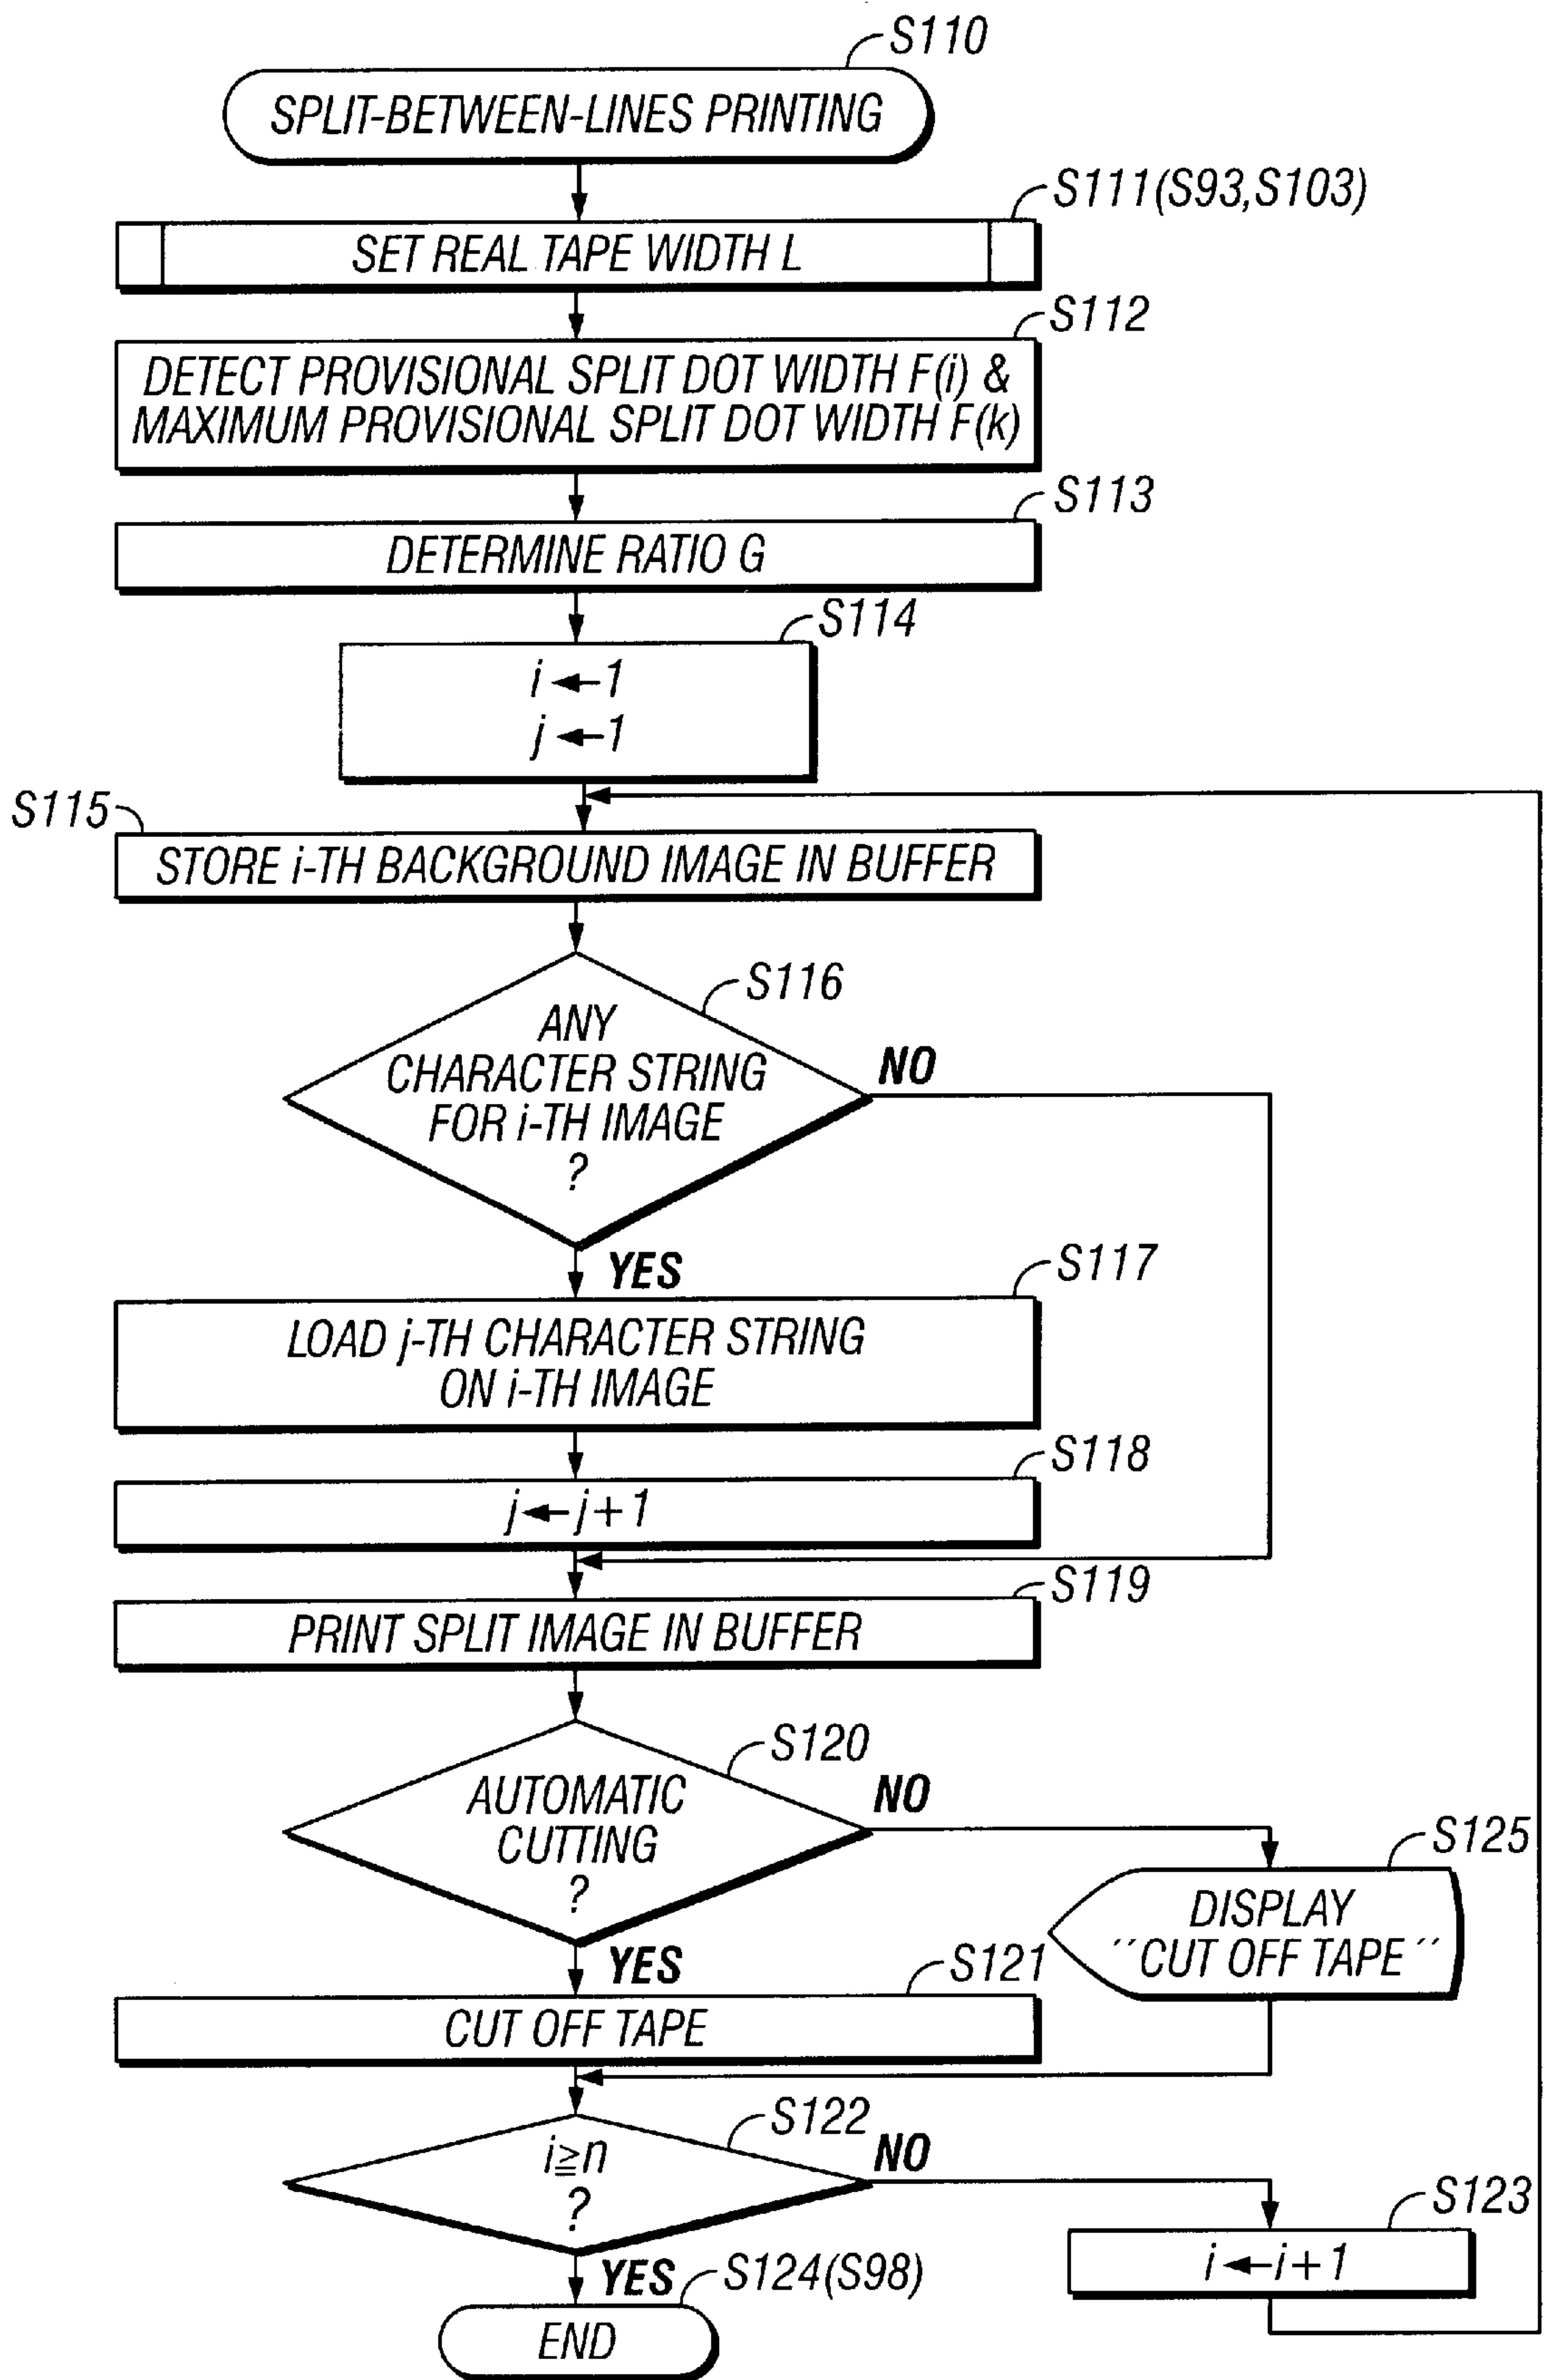 S110
SPLIT-BETWEEN-LINES PRINTING
S111(S93,S103)
SET REAL TAPE WIDTH L
S112
DETECT PROVISIONAL SPLIT DOT WIDTH F(i) &
MAXIMUM PROVISIONAL SPLIT DOT WIDTH F(k)
S113
DETERMINE RATIO G
S114
i←1
j←1
S115
STORE i-TH BACKGROUND IMAGE IN BUFFER
S116
ANY
CHARACTER STRING
FOR i-TH IMAGE
?
NO
YES
S117
LOAD j-TH CHARACTER STRING
ON i-TH IMAGE
S118
j←j+1
S119
PRINT SPLIT IMAGE IN BUFFER
S120
AUTOMATIC
CUTTING
?
NO
YES
S125
DISPLAY
´´CUT OFF TAPE´´
S121
CUT OFF TAPE
S122
i≧n
?
NO
YES
S123
i←i+1
S124(S98)
END